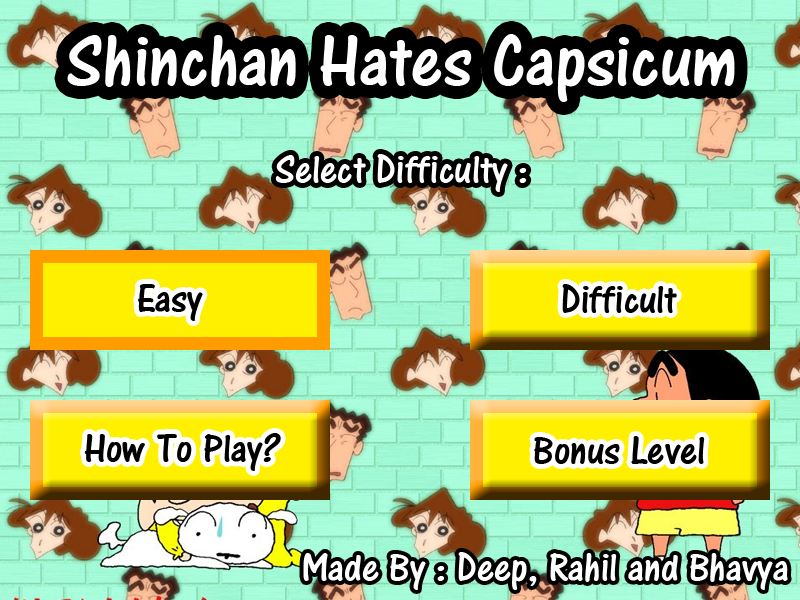 Shinchan Hates Capsicum
Select Difficulty :
Easy
Difficult
How To Play?
Bonus Level
Made By : Deep, Rahil and Bhavya